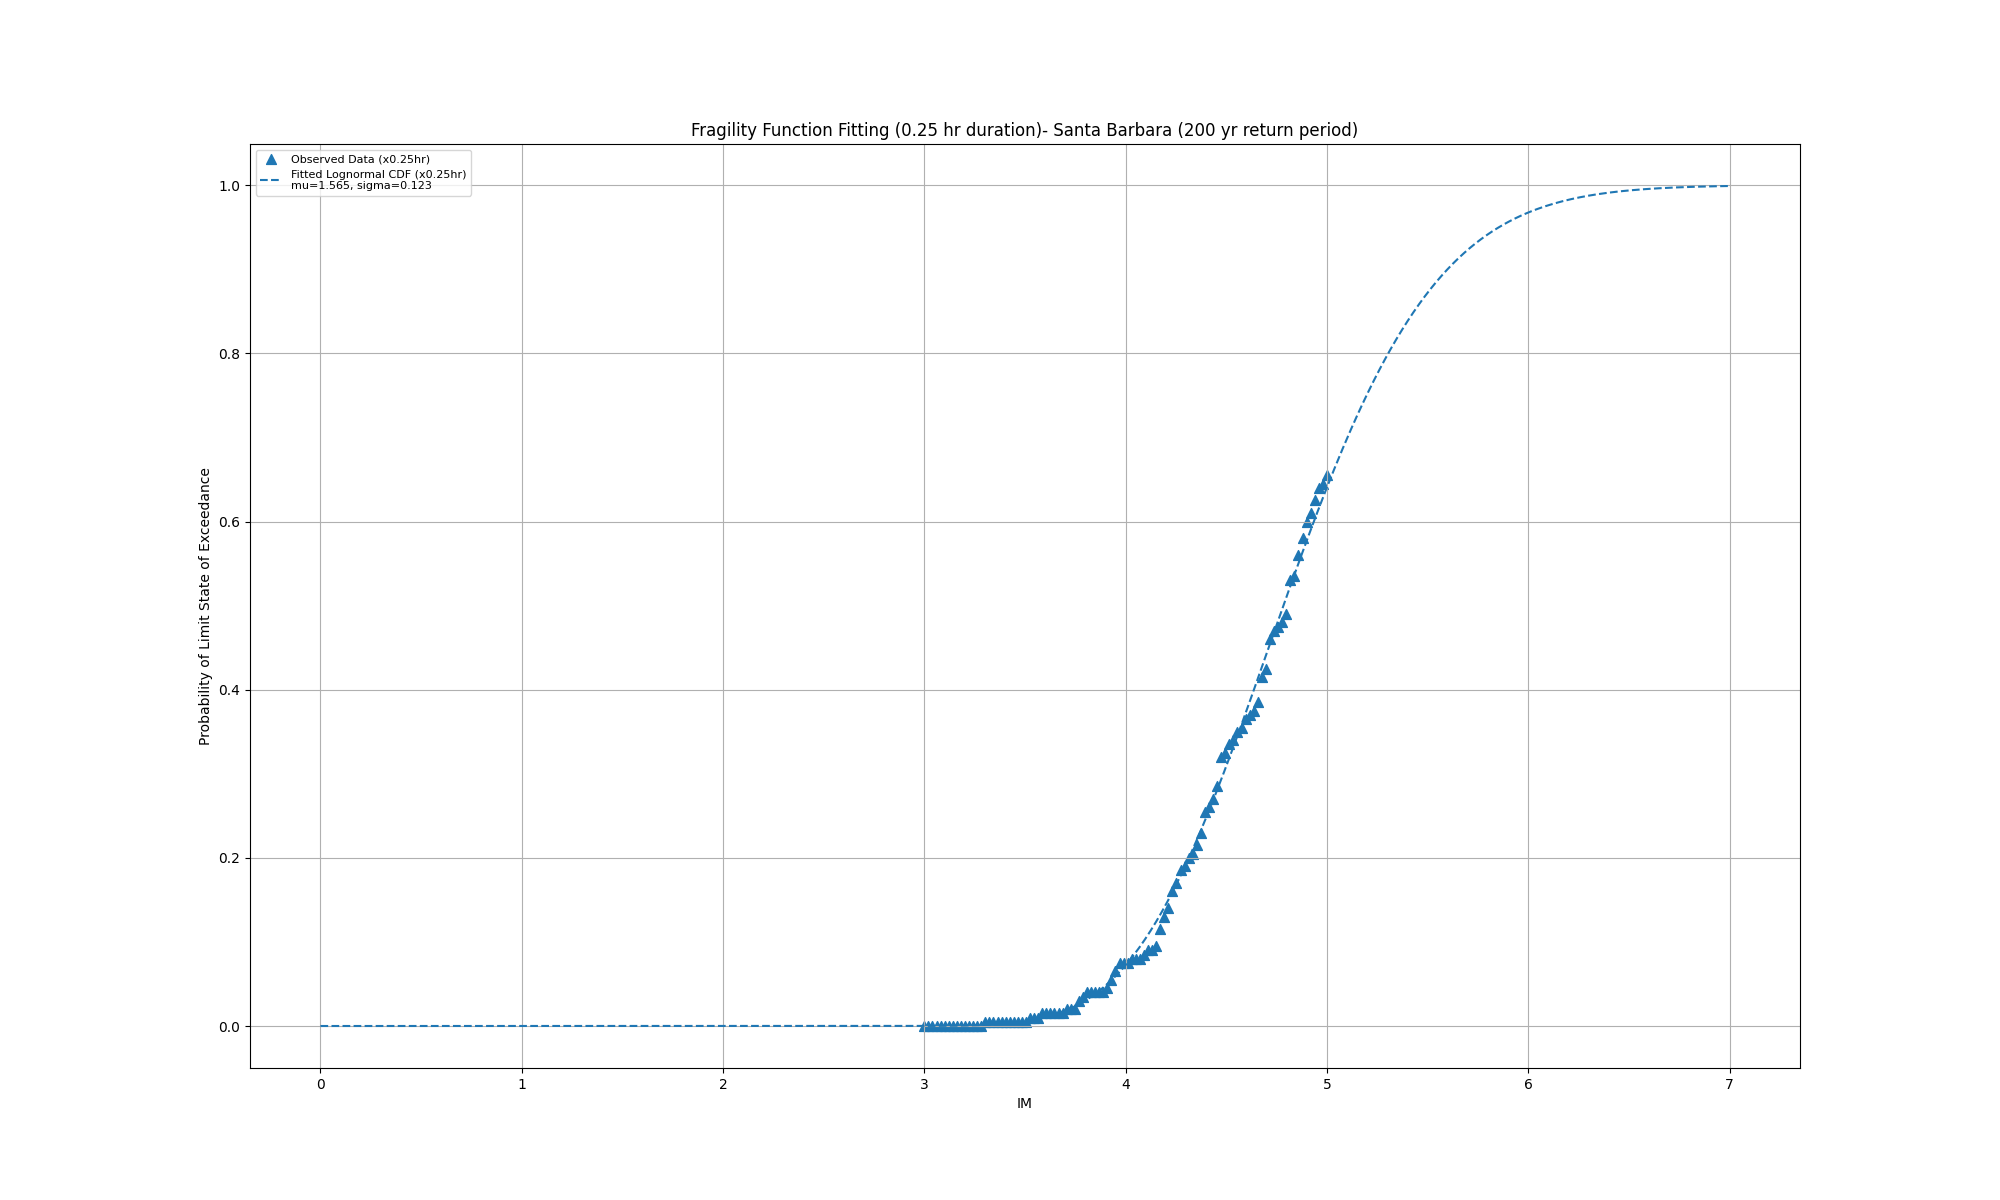 Fragility Function Fitting (0.25 hr duration)- Santa Barbara (200 yr return period)
Observed Data (x0.25hr)
Fitted Lognormal CDF (x0.25hr)
mu=1.565, sigma=0.123
1.0
0.8
0.6
0.4
0.2
0.0
Probability of Limit State of Exceedance
0 1 2 3 4 5 6 7
IM